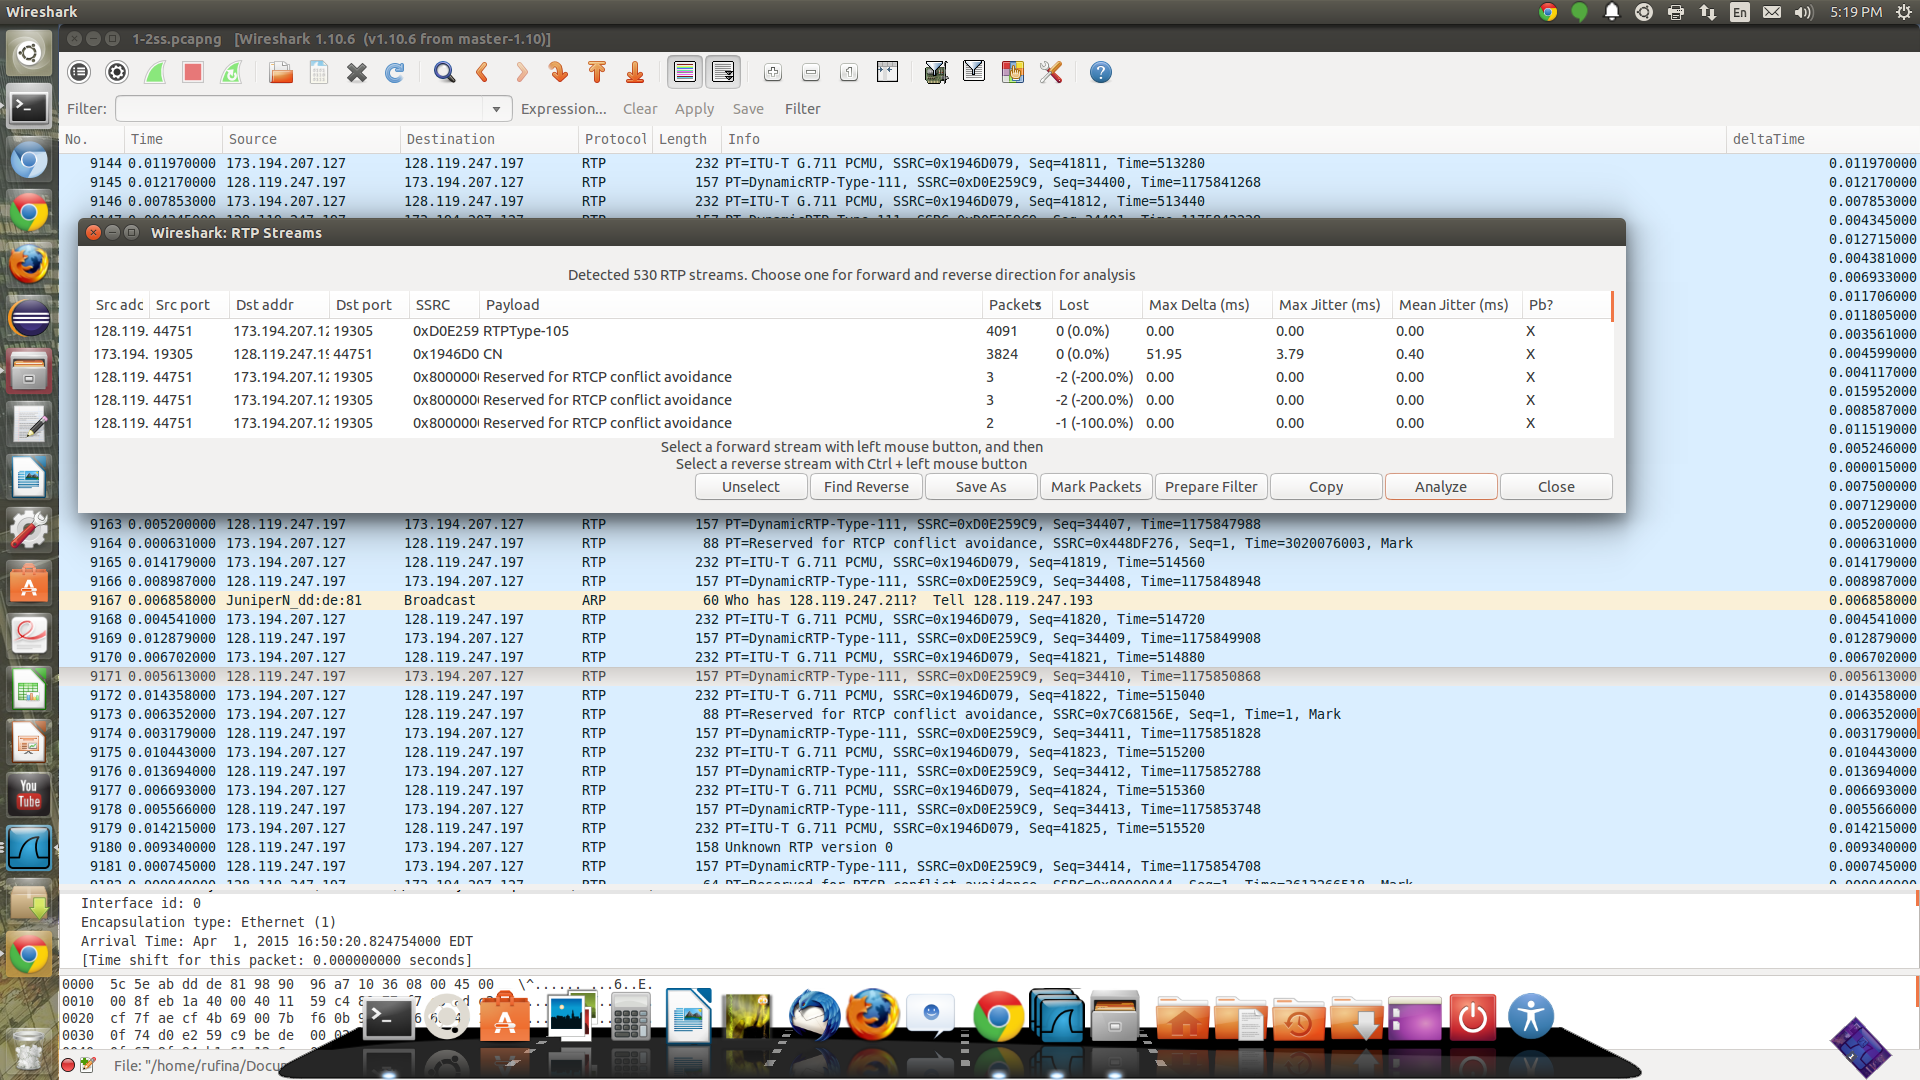 Wireshark
En
5:19 PM
1-2ss.pcapng [Wireshark 1.10.6 (v1.10.6 from master-1.10)]
Filter: Expression... Clear Apply Save Filter
No. Time Source Destination Protocol Length Info deltaTime
9144 0.011970000 173.194.207.127 128.119.247.197 RTP 232 PT=ITU-T G.711 PCMU, SSRC=0x1946D079, Seq=41811, Time=513280 0.011970000
9145 0.012170000 128.119.247.197 173.194.207.127 RTP 157 PT=DynamicRTP-Type-111, SSRC=0xD0E259C9, Seq=34400, Time=1175841268 0.012170000
9146 0.007853000 173.194.207.127 128.119.247.197 RTP 232 PT=ITU-T G.711 PCMU, SSRC=0x1946D079, Seq=41812, Time=513440 0.007853000
0.004345000
0.012715000
0.004381000
0.006933000
0.011706000
0.011805000
0.003561000
0.004599000
0.004117000
0.015952000
0.008587000
0.011519000
0.005246000
0.000015000
0.007500000
0.007129000
Wireshark: RTP Streams
Detected 530 RTP streams. Choose one for forward and reverse direction for analysis
Src adc Src port Dst addr Dst port SSRC Payload Packets Lost Max Delta (ms) Max Jitter (ms) Mean Jitter (ms) Pb?
128.119. 44751 173.194.207.12 19305 0xD0E259 RTPType-105 4091 0 (0.0%) 0.00 0.00 0.00 X
173.194. 19305 128.119.247.19 44751 0x1946D0 CN 3824 0 (0.0%) 51.95 3.79 0.40 X
128.119. 44751 173.194.207.12 19305 0x800000 Reserved for RTCP conflict avoidance 3 -2 (-200.0%) 0.00 0.00 0.00 X
128.119. 44751 173.194.207.12 19305 0x800000 Reserved for RTCP conflict avoidance 3 -2 (-200.0%) 0.00 0.00 0.00 X
128.119. 44751 173.194.207.12 19305 0x800000 Reserved for RTCP conflict avoidance 2 -1 (-100.0%) 0.00 0.00 0.00 X
Select a forward stream with left mouse button, and then
Select a reverse stream with Ctrl + left mouse button
Unselect Find Reverse Save As Mark Packets Prepare Filter Copy Analyze Close
9163 0.005200000 128.119.247.197 173.194.207.127 RTP 157 PT=DynamicRTP-Type-111, SSRC=0xD0E259C9, Seq=34407, Time=1175847988 0.005200000
9164 0.000631000 173.194.207.127 128.119.247.197 RTP 88 PT=Reserved for RTCP conflict avoidance, SSRC=0x448DF276, Seq=1, Time=3020076003, Mark 0.000631000
9165 0.014179000 173.194.207.127 128.119.247.197 RTP 232 PT=ITU-T G.711 PCMU, SSRC=0x1946D079, Seq=41819, Time=514560 0.014179000
9166 0.008987000 128.119.247.197 173.194.207.127 RTP 157 PT=DynamicRTP-Type-111, SSRC=0xD0E259C9, Seq=34408, Time=1175848948 0.008987000
9167 0.006858000 JuniperN_dd:de:81 Broadcast ARP 60 Who has 128.119.247.211? Tell 128.119.247.193 0.006858000
9168 0.004541000 173.194.207.127 128.119.247.197 RTP 232 PT=ITU-T G.711 PCMU, SSRC=0x1946D079, Seq=41820, Time=514720 0.004541000
9169 0.012879000 128.119.247.197 173.194.207.127 RTP 157 PT=DynamicRTP-Type-111, SSRC=0xD0E259C9, Seq=34409, Time=1175849908 0.012879000
9170 0.006702000 173.194.207.127 128.119.247.197 RTP 232 PT=ITU-T G.711 PCMU, SSRC=0x1946D079, Seq=41821, Time=514880 0.006702000
9171 0.005613000 128.119.247.197 173.194.207.127 RTP 157 PT=DynamicRTP-Type-111, SSRC=0xD0E259C9, Seq=34410, Time=1175850868 0.005613000
9172 0.014358000 173.194.207.127 128.119.247.197 RTP 232 PT=ITU-T G.711 PCMU, SSRC=0x1946D079, Seq=41822, Time=515040 0.014358000
9173 0.006352000 173.194.207.127 128.119.247.197 RTP 88 PT=Reserved for RTCP conflict avoidance, SSRC=0x7C68156E, Seq=1, Time=1, Mark 0.006352000
9174 0.003179000 128.119.247.197 173.194.207.127 RTP 157 PT=DynamicRTP-Type-111, SSRC=0xD0E259C9, Seq=34411, Time=1175851828 0.003179000
9175 0.010443000 173.194.207.127 128.119.247.197 RTP 232 PT=ITU-T G.711 PCMU, SSRC=0x1946D079, Seq=41823, Time=515200 0.010443000
9176 0.013694000 128.119.247.197 173.194.207.127 RTP 157 PT=DynamicRTP-Type-111, SSRC=0xD0E259C9, Seq=34412, Time=1175852788 0.013694000
9177 0.006693000 173.194.207.127 128.119.247.197 RTP 232 PT=ITU-T G.711 PCMU, SSRC=0x1946D079, Seq=41824, Time=515360 0.006693000
9178 0.005566000 128.119.247.197 173.194.207.127 RTP 157 PT=DynamicRTP-Type-111, SSRC=0xD0E259C9, Seq=34413, Time=1175853748 0.005566000
9179 0.014215000 173.194.207.127 128.119.247.197 RTP 232 PT=ITU-T G.711 PCMU, SSRC=0x1946D079, Seq=41825, Time=515520 0.014215000
9180 0.009340000 128.119.247.197 173.194.207.127 RTP 158 Unknown RTP version 0 0.009340000
9181 0.000745000 128.119.247.197 173.194.207.127 RTP 157 PT=DynamicRTP-Type-111, SSRC=0xD0E259C9, Seq=34414, Time=1175854708 0.000745000
Interface id: 0
Encapsulation type: Ethernet (1)
Arrival Time: Apr 1, 2015 16:50:20.824754000 EDT
[Time shift for this packet: 0.000000000 seconds]
0000 5c 5e ab dd de 81 98 90 96 a7 10 36 08 00 45 00 \^...... ...6..E.
0010 00 8f eb 1a 40 00 40 11 59 c4
0020 cf 7f ae cf 4b 69 00 7b f6 0b
0030 0f 74 d0 e2 59 c9 be de 00
File: "/home/rufina/Docu
You
Tube